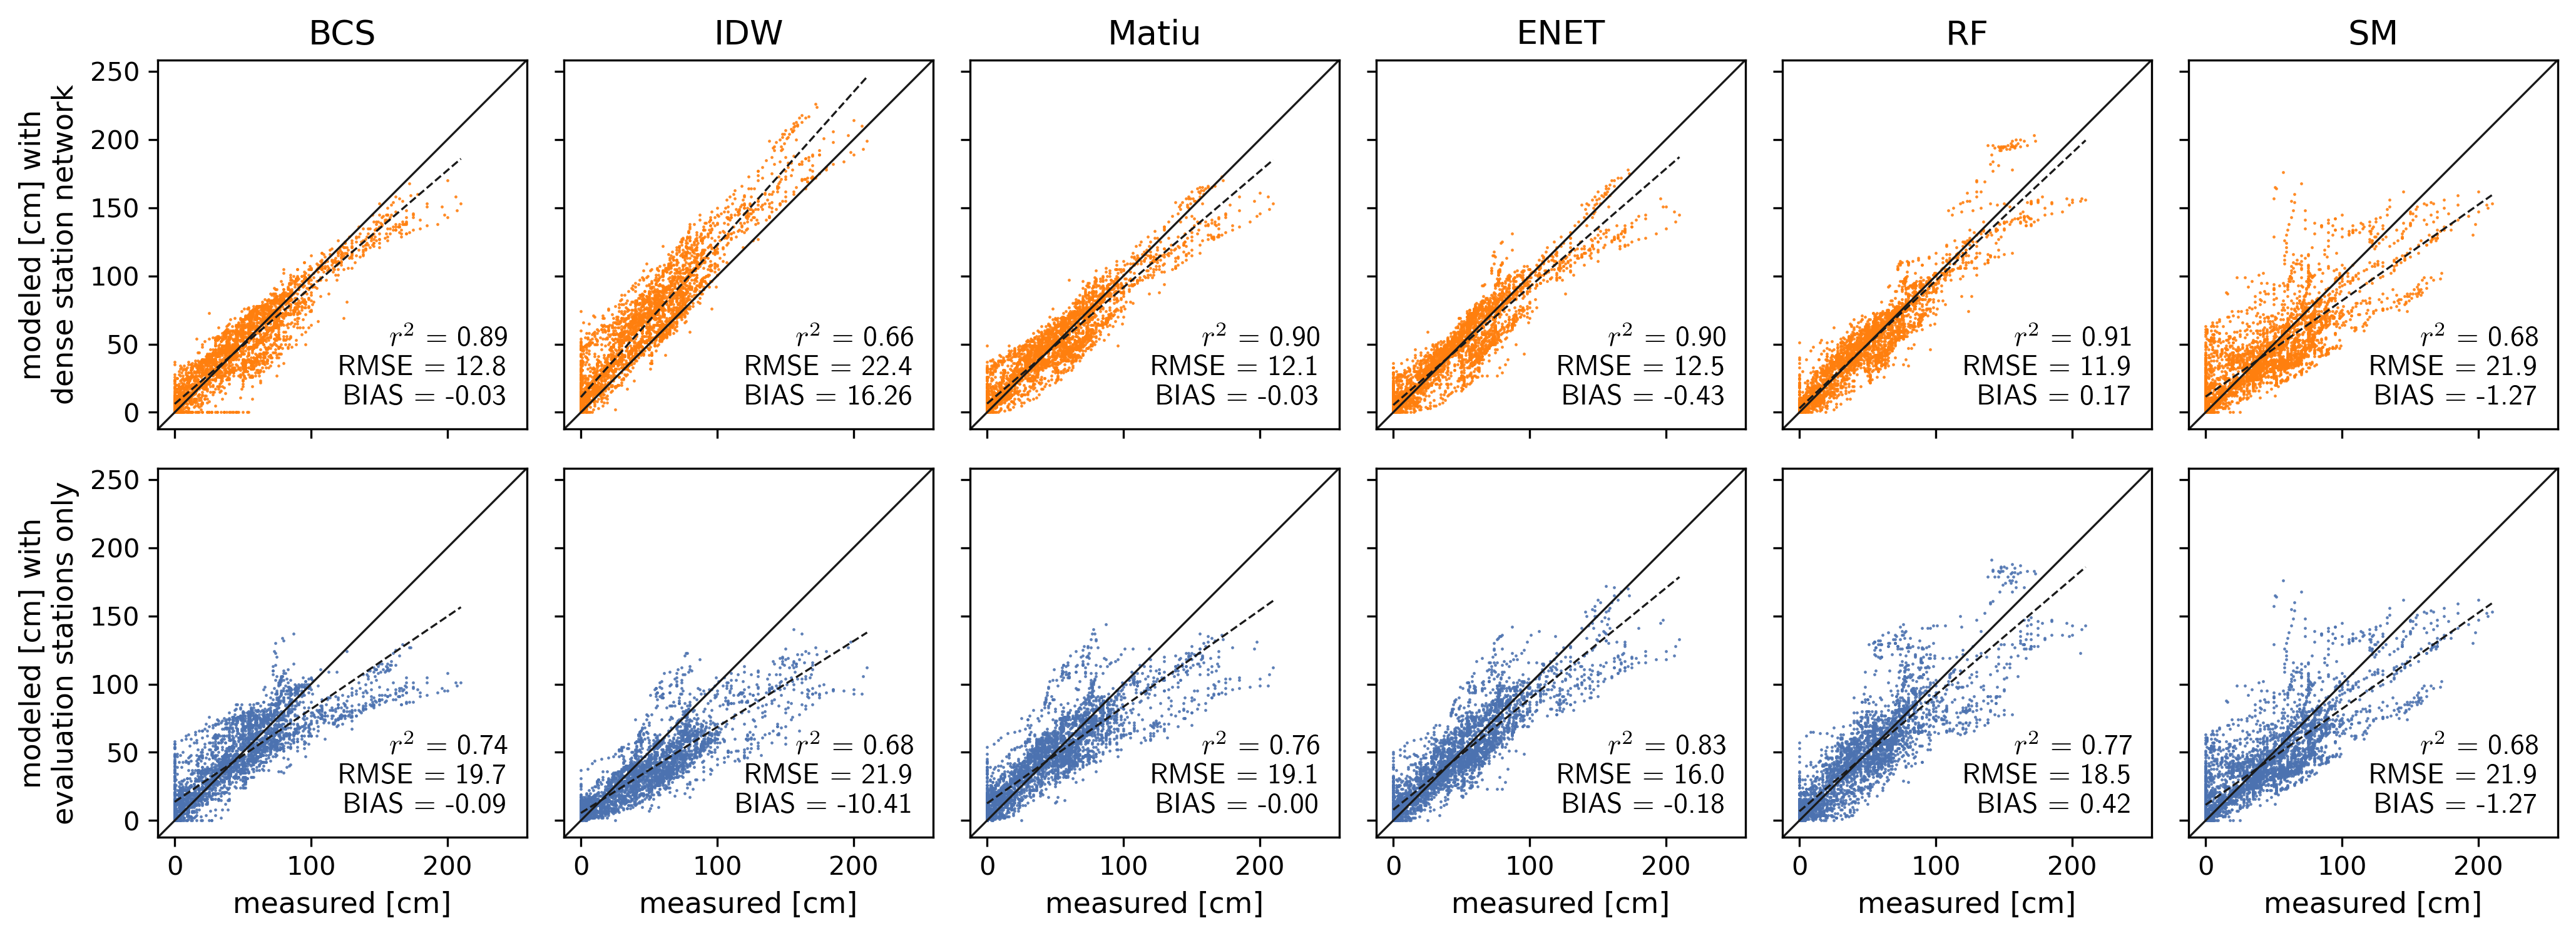 BCS IDW Matiu ENET RF SM
modeled [cm] with
dense station network
250
200
150
100
50
0
r² = 0.89
RMSE = 12.8
BIAS = -0.03
r² = 0.66
RMSE = 22.4
BIAS = 16.26
r² = 0.90
RMSE = 12.1
BIAS = -0.03
r² = 0.90
RMSE = 12.5
BIAS = -0.43
r² = 0.91
RMSE = 11.9
BIAS = 0.17
r² = 0.68
RMSE = 21.9
BIAS = -1.27
modeled [cm] with
evaluation stations only
250
200
150
100
50
0
r² = 0.74
RMSE = 19.7
BIAS = -0.09
r² = 0.68
RMSE = 21.9
BIAS = -10.41
r² = 0.76
RMSE = 19.1
BIAS = -0.00
r² = 0.83
RMSE = 16.0
BIAS = -0.18
r² = 0.77
RMSE = 18.5
BIAS = 0.42
r² = 0.68
RMSE = 21.9
BIAS = -1.27
0 100 200 0 100 200 0 100 200 0 100 200 0 100 200 0 100 200
measured [cm] measured [cm] measured [cm] measured [cm] measured [cm] measured [cm]